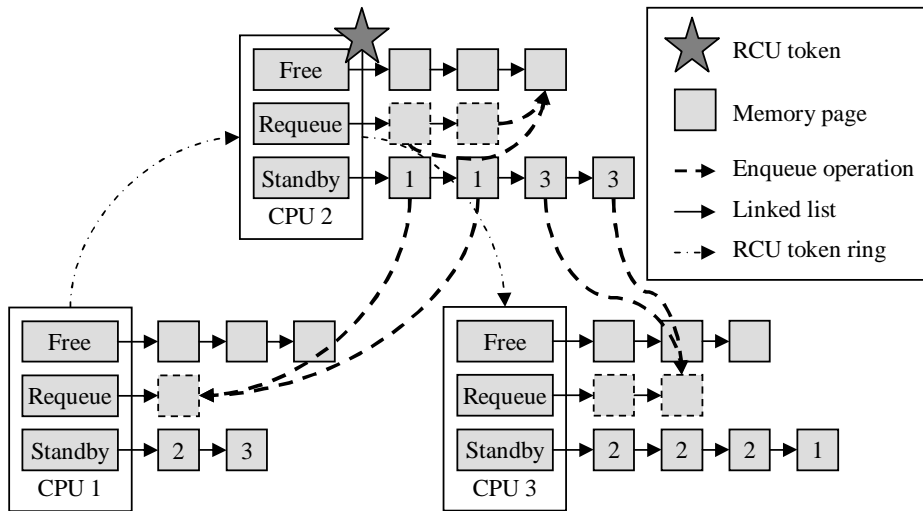 Free
Requeue
Standby
1 1 3 3
CPU 2
RCU token
Memory page
Enqueue operation
Linked list
RCU token ring
Free
Requeue
Standby
2 3
CPU 1
Free
Requeue
Standby
2 2 2 1
CPU 3